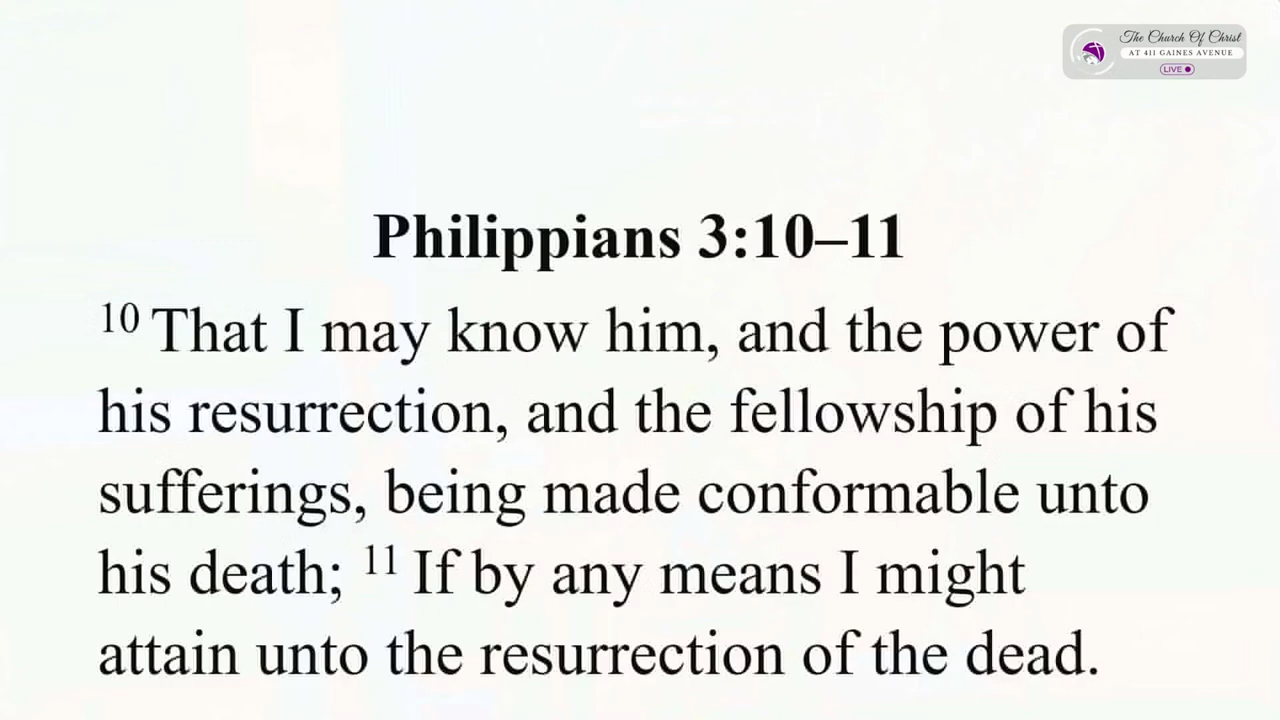 The Church Of Christ
AT 411 GAINES AVENUE
LIVE
Philippians 3:10–11
10 That I may know him, and the power of
his resurrection, and the fellowship of his
sufferings, being made conformable unto
his death; 11 If by any means I might
attain unto the resurrection of the dead.